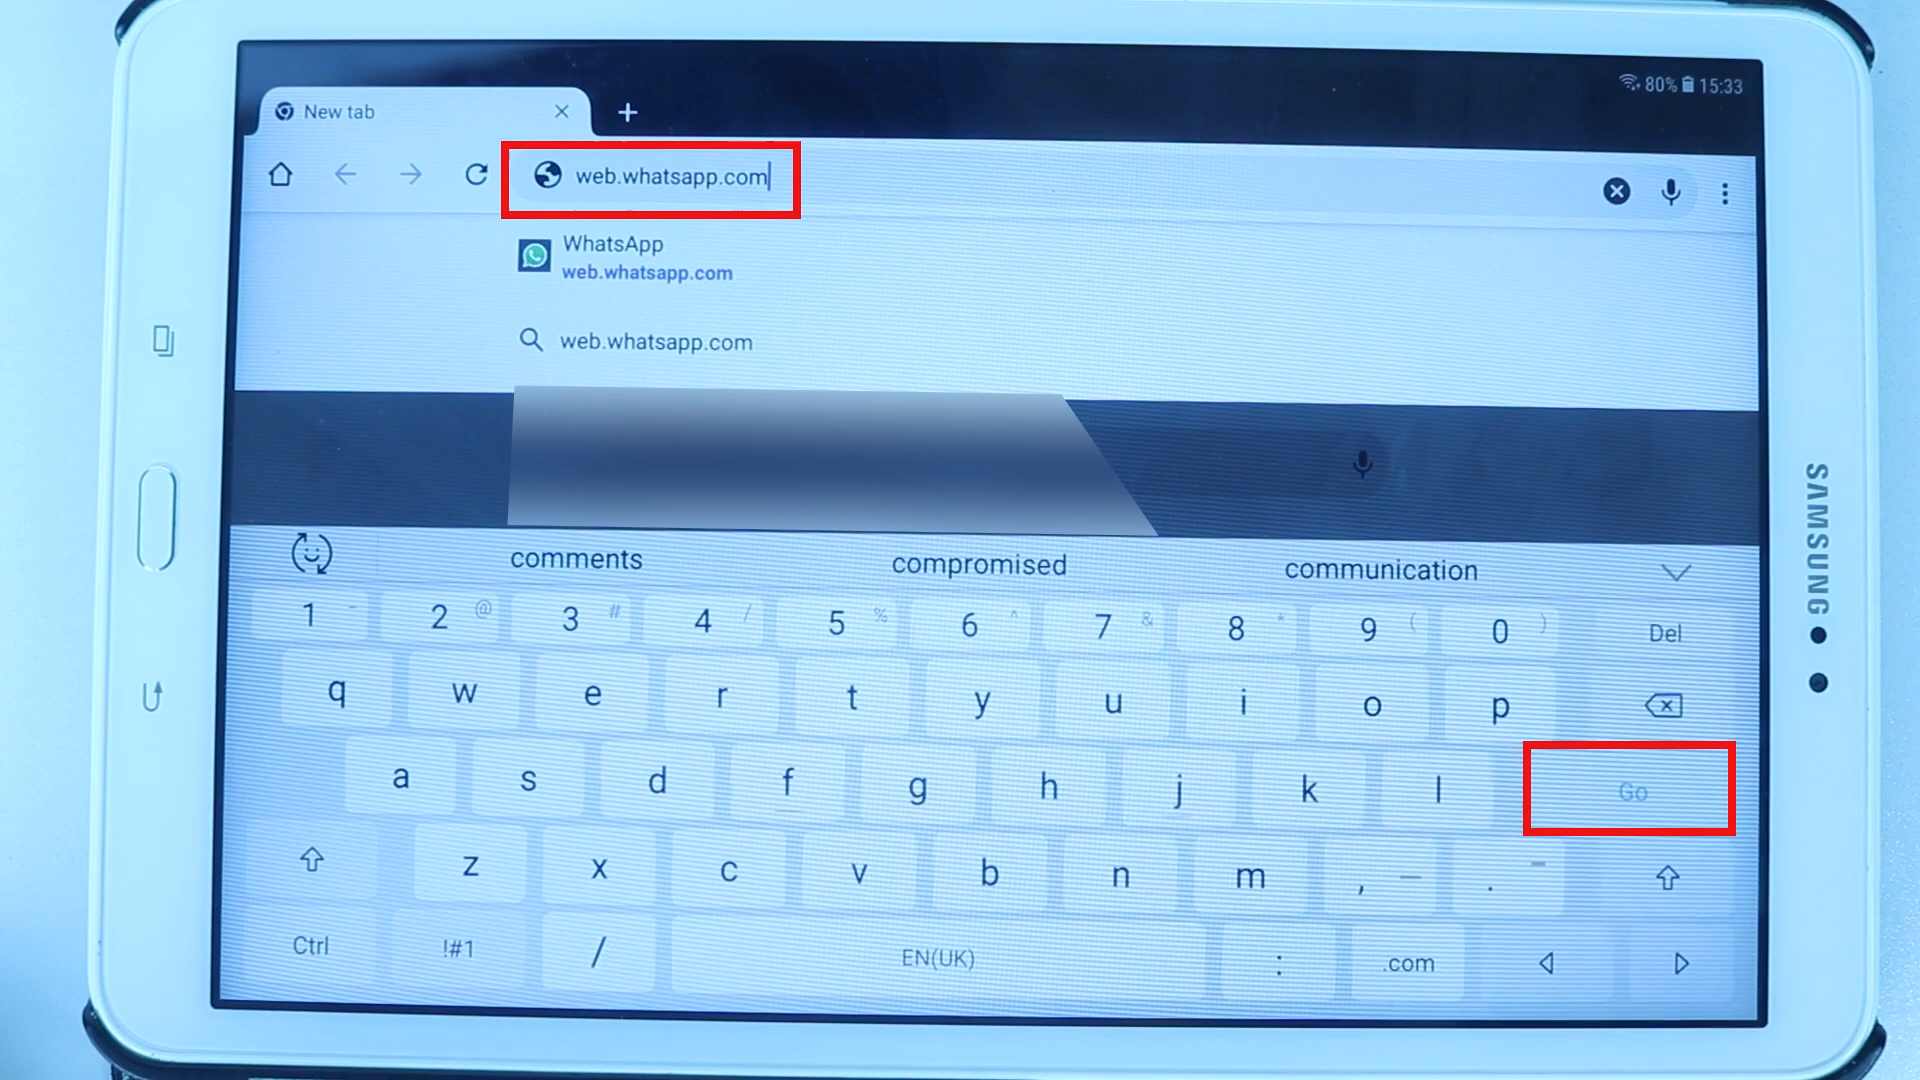 80% 15:33
New tab
web.whatsapp.com
WhatsApp
web.whatsapp.com
web.whatsapp.com
comments compromised communication
1 - 2 @ 3 # 4 / 5 % 6 ^ 7 & 8 * 9 ( 0 ) Del
q w e r t y u i o p
a s d f g h j k l Go
z x c v b n m , .
Ctrl !#1 / EN(UK) : .com
SAMSUNG